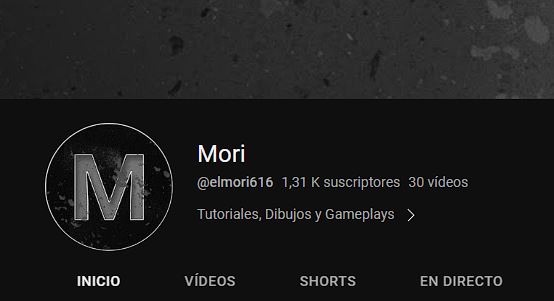 M
Mori
@elmori616 1,31 K suscriptores 30 vídeos
Tutoriales, Dibujos y Gameplays
INICIO VÍDEOS SHORTS EN DIRECTO